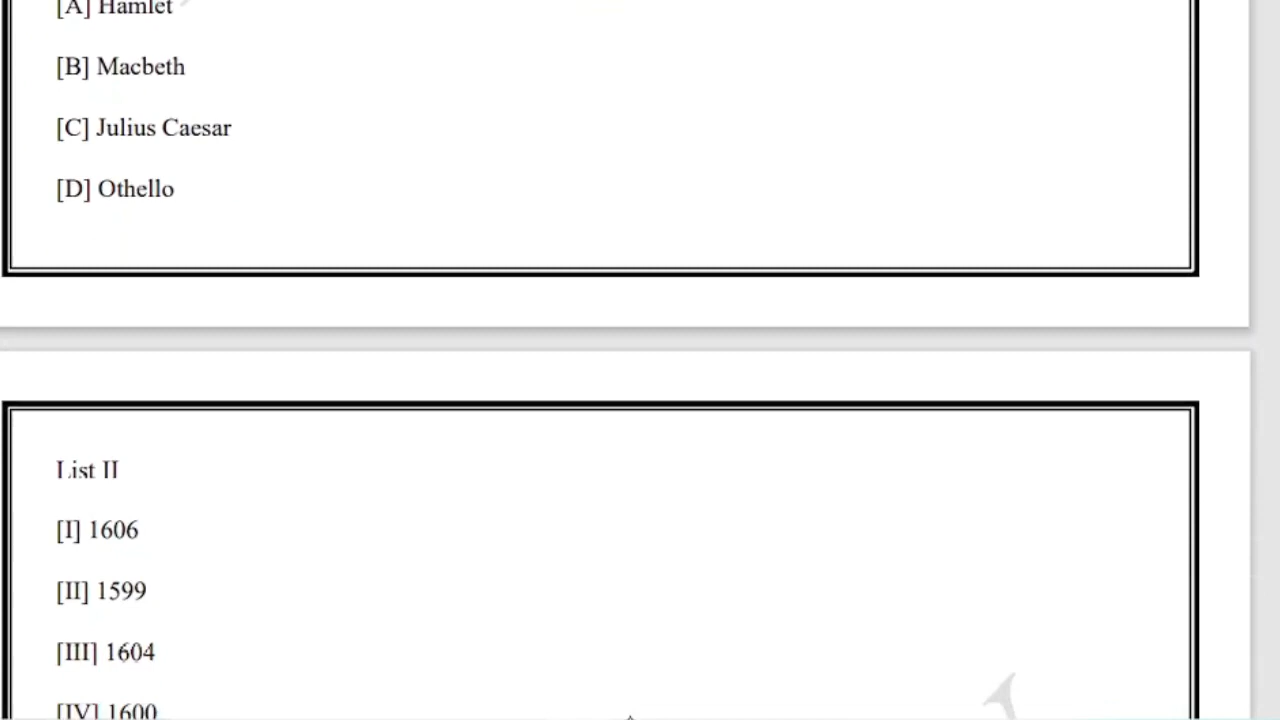 [A] Hamlet
[B] Macbeth
[C] Julius Caesar
[D] Othello
List II
[I] 1606
[II] 1599
[III] 1604
[IV] 1600